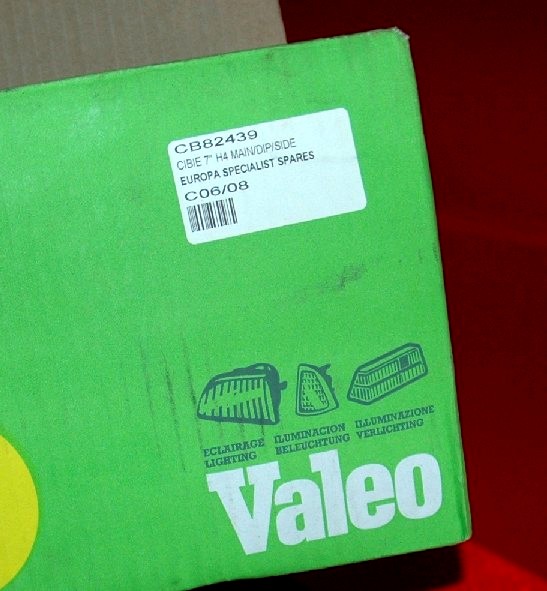 CB82439
CIBIE 7" H4 MAIN/DIP/SIDE
EUROPA SPECIALIST SPARES
C06/08
ECLAIRAGE ILUMINACION ILLUMINAZIONE
LIGHTING BELEUCHTUNG VERLICHTING
Valeo